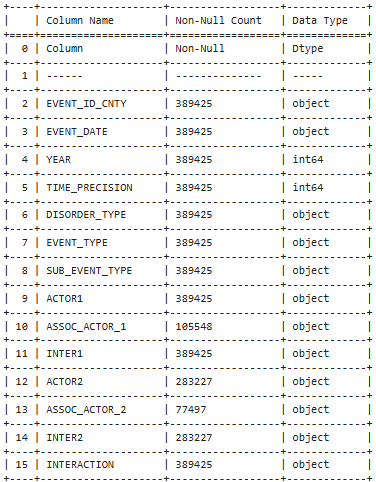 +----+--------------------+------------------+-------------+
|    | Column Name        | Non-Null Count   | Data Type   |
+====+====================+==================+=============+
|  0 | Column             | Non-Null         | Dtype       |
+----+--------------------+------------------+-------------+
|  1 | ------             | --------------   | -----       |
+----+--------------------+------------------+-------------+
|  2 | EVENT_ID_CNTY      | 389425           | object      |
+----+--------------------+------------------+-------------+
|  3 | EVENT_DATE         | 389425           | object      |
+----+--------------------+------------------+-------------+
|  4 | YEAR               | 389425           | int64       |
+----+--------------------+------------------+-------------+
|  5 | TIME_PRECISION     | 389425           | int64       |
+----+--------------------+------------------+-------------+
|  6 | DISORDER_TYPE      | 389425           | object      |
+----+--------------------+------------------+-------------+
|  7 | EVENT_TYPE         | 389425           | object      |
+----+--------------------+------------------+-------------+
|  8 | SUB_EVENT_TYPE     | 389425           | object      |
+----+--------------------+------------------+-------------+
|  9 | ACTOR1             | 389425           | object      |
+----+--------------------+------------------+-------------+
| 10 | ASSOC_ACTOR_1      | 105548           | object      |
+----+--------------------+------------------+-------------+
| 11 | INTER1             | 389425           | object      |
+----+--------------------+------------------+-------------+
| 12 | ACTOR2             | 283227           | object      |
+----+--------------------+------------------+-------------+
| 13 | ASSOC_ACTOR_2      | 77497            | object      |
+----+--------------------+------------------+-------------+
| 14 | INTER2             | 283227           | object      |
+----+--------------------+------------------+-------------+
| 15 | INTERACTION        | 389425           | object      |
+----+--------------------+------------------+-------------+